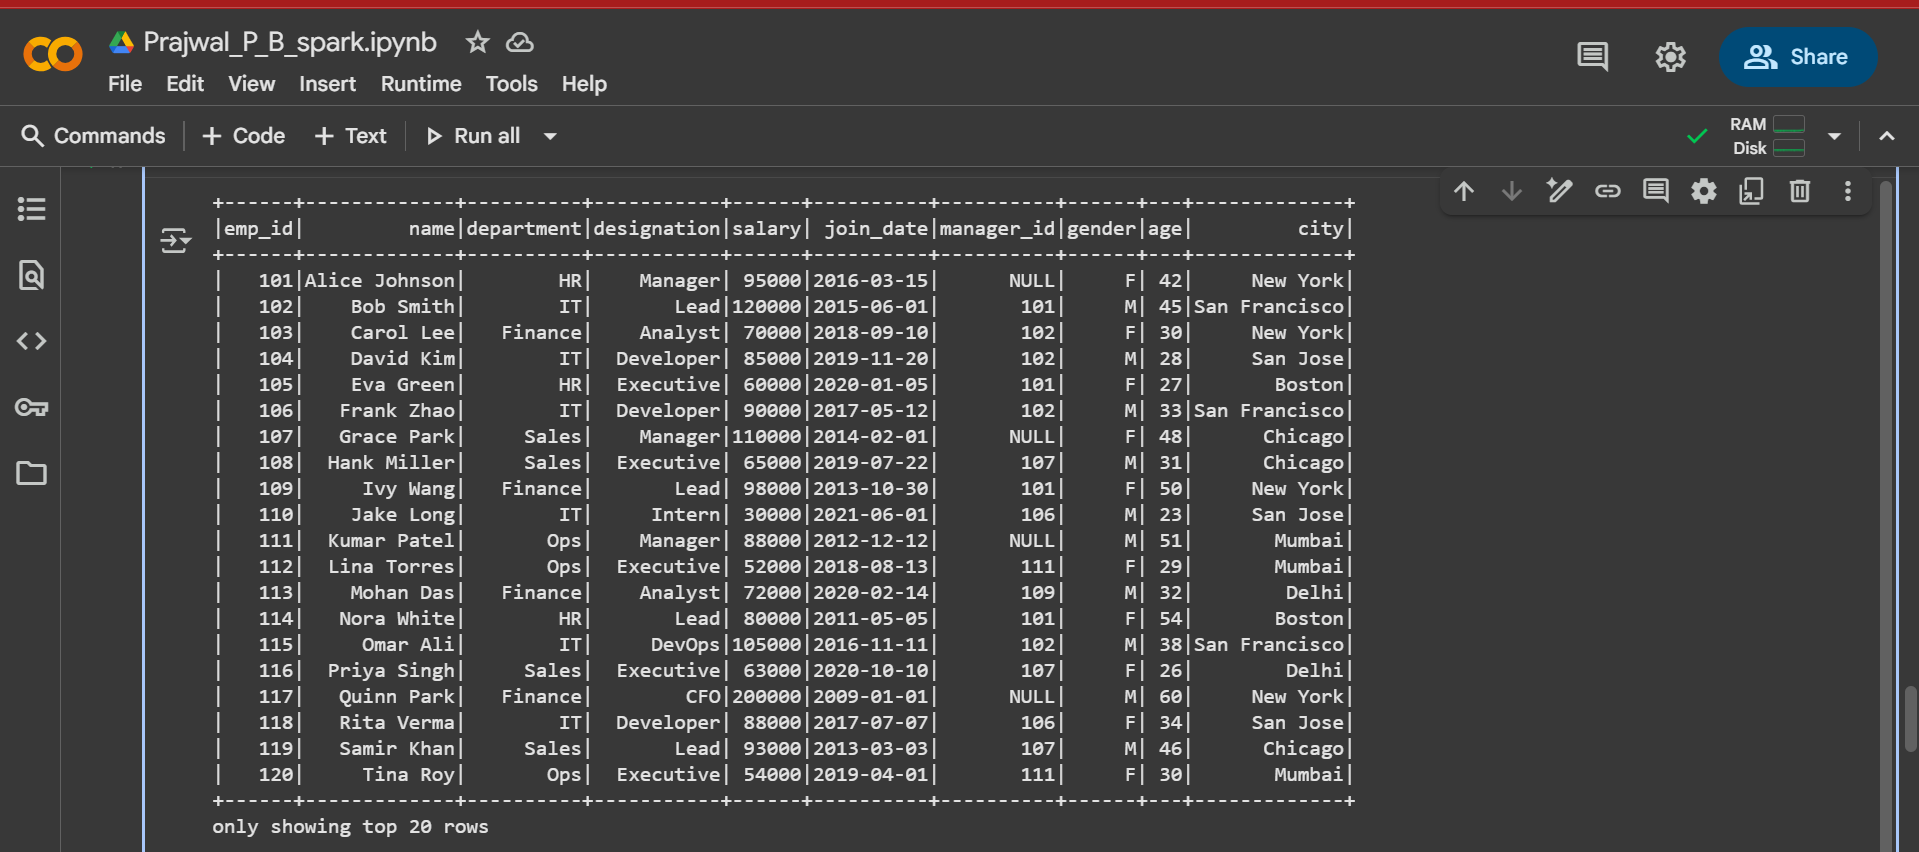 Prajwal_P_B_spark.ipynb
File Edit View Insert Runtime Tools Help
Share
Commands + Code + Text Run all
RAM
Disk
+------+-------------+----------+-----------+------+----------+----------+------+---+-------------+
|emp_id|         name|department|designation|salary| join_date|manager_id|gender|age|         city|
+------+-------------+----------+-----------+------+----------+----------+------+---+-------------+
|   101|Alice Johnson|        HR|    Manager| 95000|2016-03-15|      NULL|     F| 42|     New York|
|   102|    Bob Smith|        IT|       Lead|120000|2015-06-01|       101|     M| 45|San Francisco|
|   103|    Carol Lee|   Finance|    Analyst| 70000|2018-09-10|       102|     F| 30|     New York|
|   104|    David Kim|        IT|  Developer| 85000|2019-11-20|       102|     M| 28|     San Jose|
|   105|    Eva Green|        HR|  Executive| 60000|2020-01-05|       101|     F| 27|       Boston|
|   106|   Frank Zhao|        IT|  Developer| 90000|2017-05-12|       102|     M| 33|San Francisco|
|   107|   Grace Park|     Sales|    Manager|110000|2014-02-01|      NULL|     F| 48|      Chicago|
|   108|  Hank Miller|     Sales|  Executive| 65000|2019-07-22|       107|     M| 31|      Chicago|
|   109|     Ivy Wang|   Finance|       Lead| 98000|2013-10-30|       101|     F| 50|     New York|
|   110|    Jake Long|        IT|     Intern| 30000|2021-06-01|       106|     M| 23|     San Jose|
|   111|  Kumar Patel|       Ops|    Manager| 88000|2012-12-12|      NULL|     M| 51|       Mumbai|
|   112|  Lina Torres|       Ops|  Executive| 52000|2018-08-13|       111|     F| 29|       Mumbai|
|   113|    Mohan Das|   Finance|    Analyst| 72000|2020-02-14|       109|     M| 32|        Delhi|
|   114|   Nora White|        HR|       Lead| 80000|2011-05-05|       101|     F| 54|       Boston|
|   115|     Omar Ali|        IT|     DevOps|105000|2016-11-11|       102|     M| 38|San Francisco|
|   116|  Priya Singh|     Sales|  Executive| 63000|2020-10-10|       107|     F| 26|        Delhi|
|   117|   Quinn Park|   Finance|        CFO|200000|2009-01-01|      NULL|     M| 60|     New York|
|   118|   Rita Verma|        IT|  Developer| 88000|2017-07-07|       106|     F| 34|     San Jose|
|   119|   Samir Khan|     Sales|       Lead| 93000|2013-03-03|       107|     M| 46|      Chicago|
|   120|     Tina Roy|       Ops|  Executive| 54000|2019-04-01|       111|     F| 30|       Mumbai|
+------+-------------+----------+-----------+------+----------+----------+------+---+-------------+
only showing top 20 rows